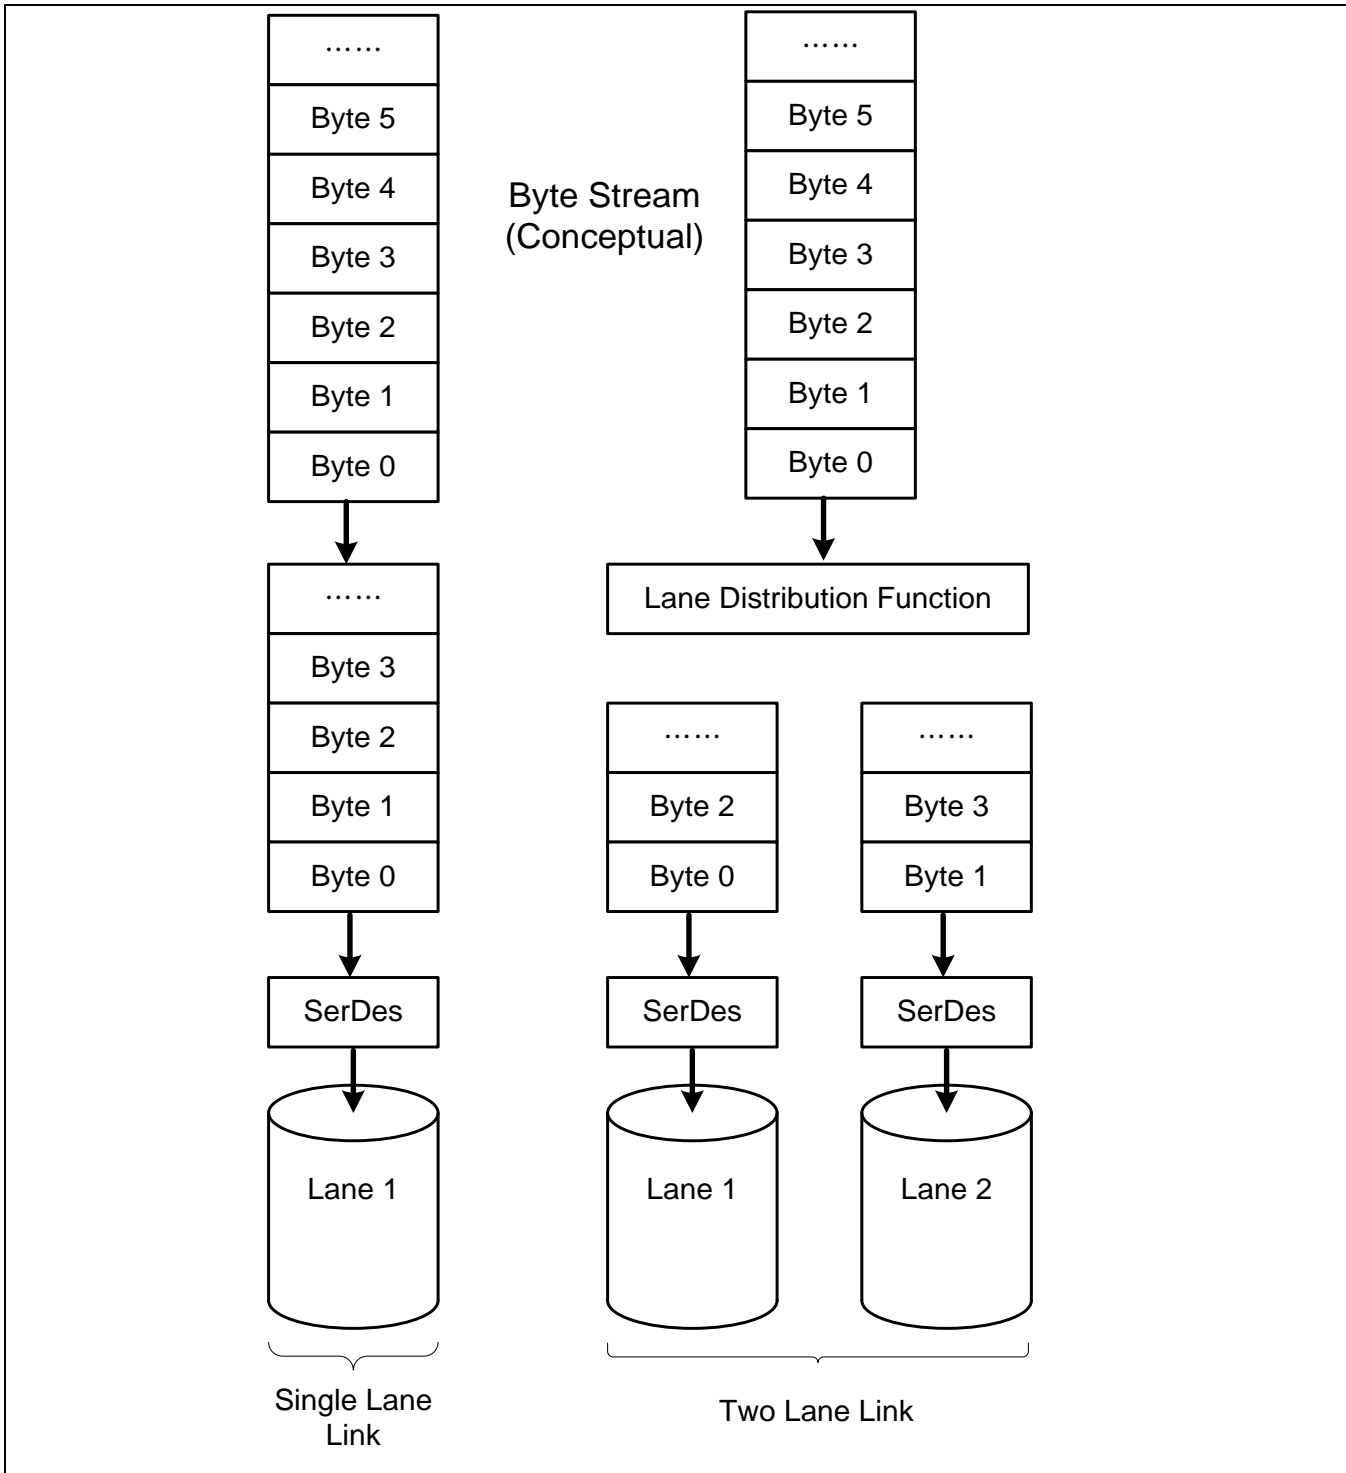 ……
Byte 5
Byte 4
Byte 3
Byte 2
Byte 1
Byte 0
Byte Stream
(Conceptual)
……
Byte 5
Byte 4
Byte 3
Byte 2
Byte 1
Byte 0
……
Byte 3
Byte 2
Byte 1
Byte 0
SerDes
Lane 1
Single Lane
Link
Lane Distribution Function
……
Byte 2
Byte 0
SerDes
Lane 1
……
Byte 3
Byte 1
SerDes
Lane 2
Two Lane Link